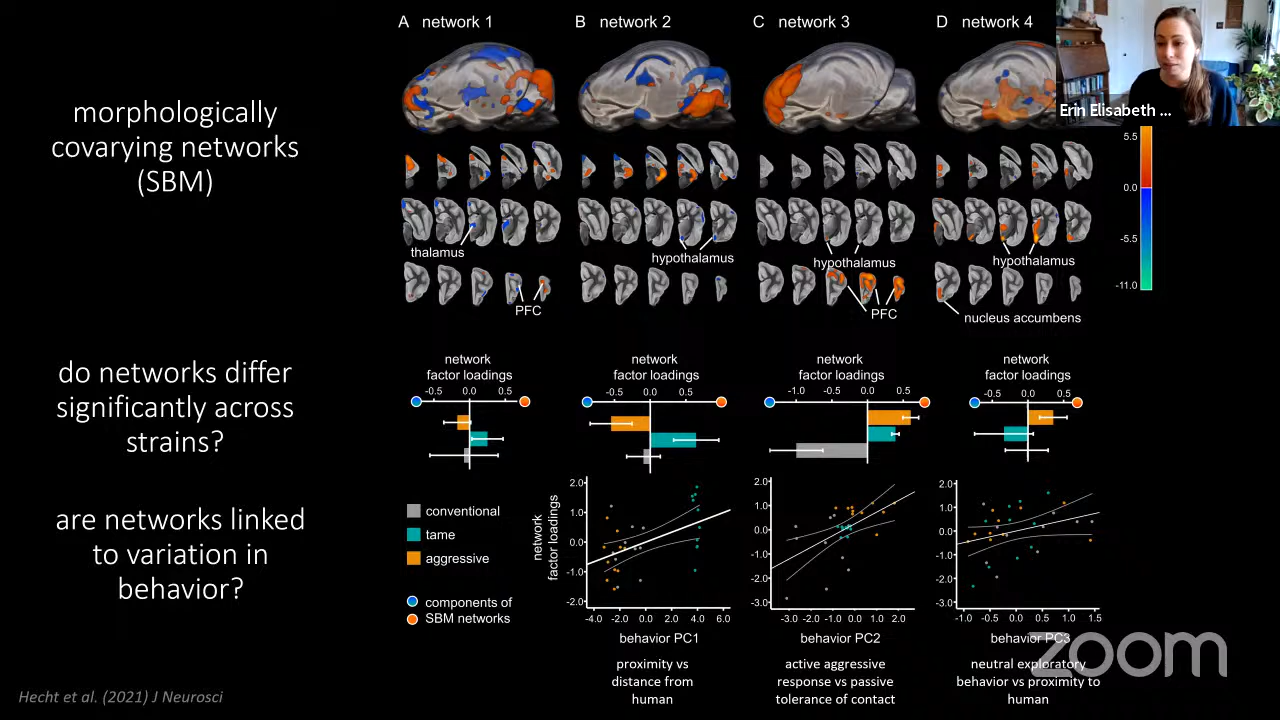 A network 1
B network 2
C network 3
D network 4
Erin Elisabeth ...
morphologically
covarying networks
(SBM)
5.5
0.0
-5.5
-11.0
thalamus
hypothalamus
hypothalamus
hypothalamus
PFC
PFC
nucleus accumbens
do networks differ
significantly across
strains?
network
factor loadings
-0.5 0.0 0.5
network
factor loadings
-0.5 0.0 0.5
network
factor loadings
-1.0 0.0 0.5
network
factor loadings
-0.5 0.0 0.5
are networks linked
to variation in
behavior?
conventional
tame
aggressive
components of
SBM networks
network
factor loadings
2.0
1.0
0.0
-1.0
-2.0
-4.0 -2.0 0.0 2.0 4.0 6.0
behavior PC1
proximity vs
distance from
human
2.0
1.0
0.0
-1.0
-2.0
-3.0
-3.0 -2.0 -1.0 0.0 1.0 2.0
behavior PC2
active aggressive
response vs passive
tolerance of contact
2.0
1.0
0.0
-1.0
-2.0
-3.0
-1.0 -0.5 0.0 0.5 1.0 1.5
behavior PC3
neutral exploratory
behavior vs proximity to
human
zoom
Hecht et al. (2021) J Neurosci